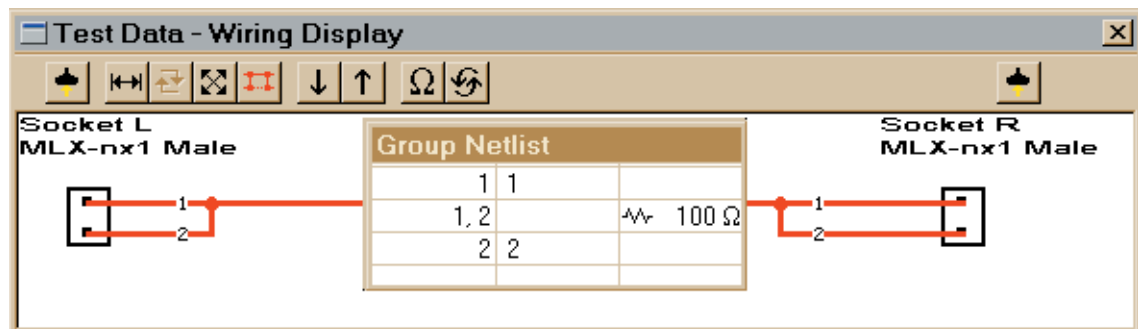 Test Data - Wiring Display
Ω
Socket L
MLX-nx1 Male
Socket R
MLX-nx1 Male
Group Netlist
1 1
1, 2 100 Ω
2 2
1
2
1
2